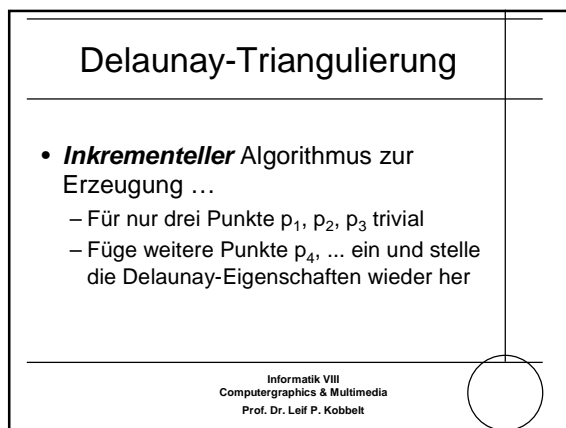 Delaunay-Triangulierung
• Inkrementeller Algorithmus zur
Erzeugung …
– Für nur drei Punkte p₁, p₂, p₃ trivial
– Füge weitere Punkte p₄, ... ein und stelle
die Delaunay-Eigenschaften wieder her
Informatik VIII
Computergraphics & Multimedia
Prof. Dr. Leif P. Kobbelt